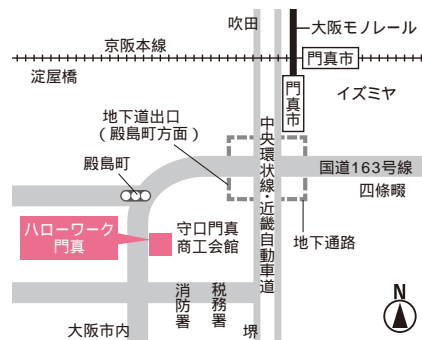 吹田
大阪モノレール
京阪本線
門真市
淀屋橋
門真市
イズミヤ
地下道出口
（殿島町方面）
中央環状線・近畿自動車道
殿島町
国道163号線
四條畷
ハローワーク
門真
守口門真
商工会館
地下通路
消防署
税務署
大阪市内
堺
N